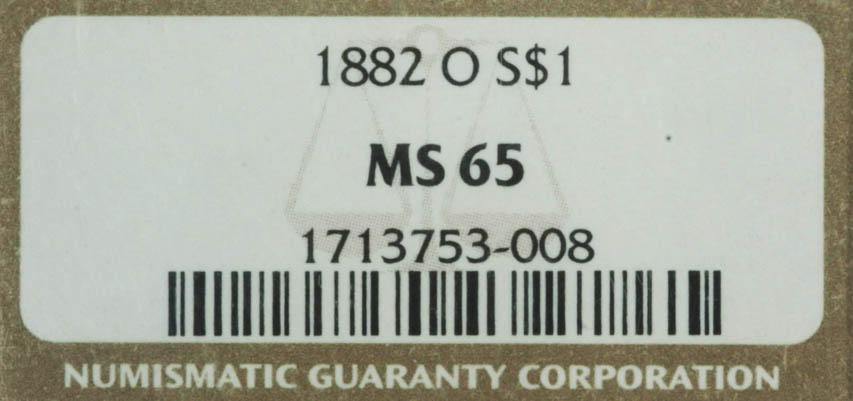 1882 O S$1
MS 65
1713753-008
NUMISMATIC GUARANTY CORPORATION